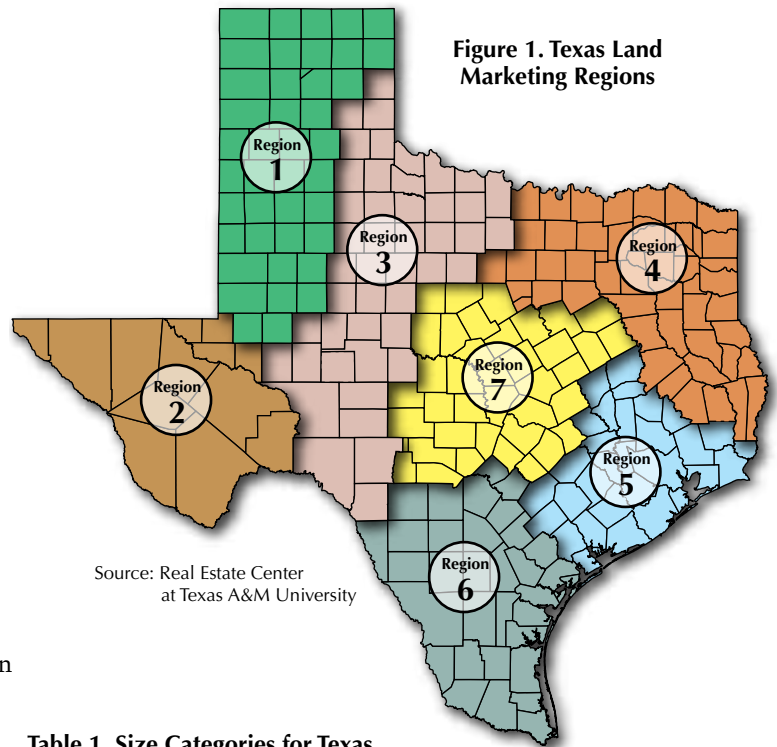 Figure 1. Texas Land
Marketing Regions
Region
1
Region
3
Region
4
Region
2
Region
7
Region
5
Region
6
Source: Real Estate Center
at Texas A&M University
n
Table 1. Size Categories for Texas